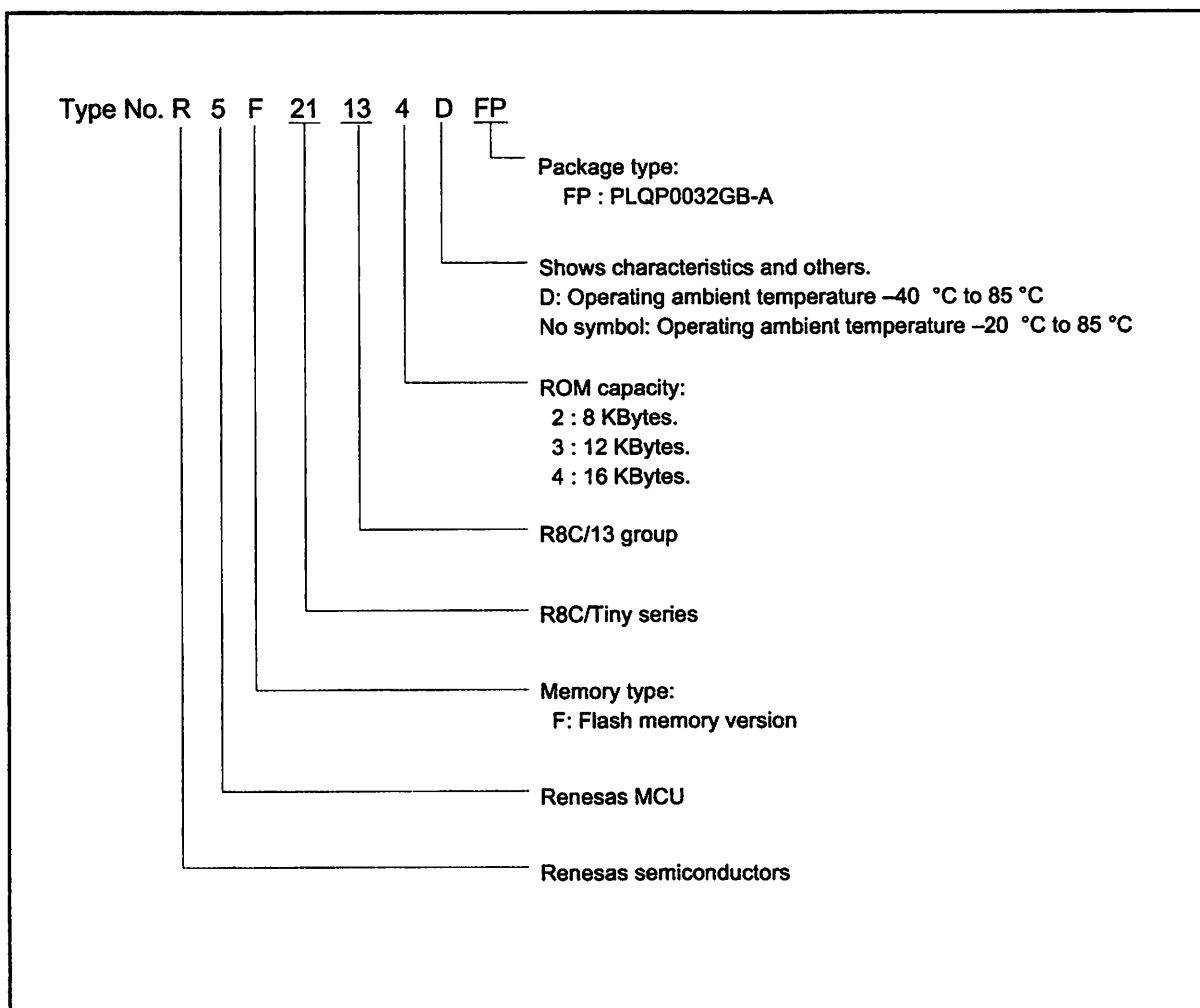 Type No. R 5 F 21 13 4 D FP
Package type:
FP : PLQP0032GB-A
Shows characteristics and others.
D: Operating ambient temperature –40 °C to 85 °C
No symbol: Operating ambient temperature –20 °C to 85 °C
ROM capacity:
2 : 8 KBytes.
3 : 12 KBytes.
4 : 16 KBytes.
R8C/13 group
R8C/Tiny series
Memory type:
F: Flash memory version
Renesas MCU
Renesas semiconductors